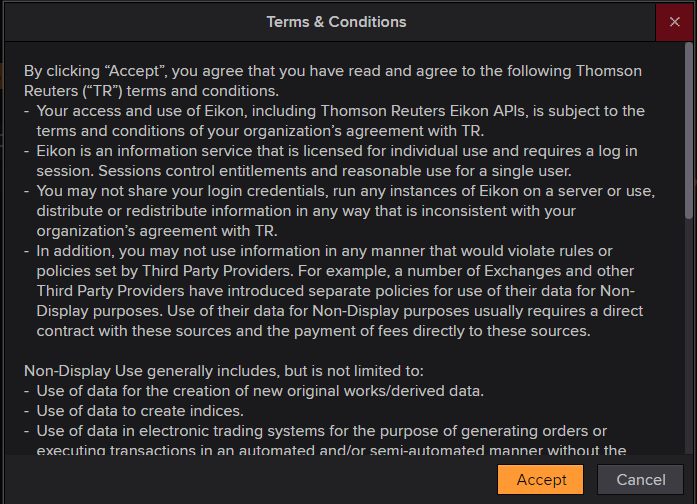 Terms & Conditions
By clicking “Accept”, you agree that you have read and agree to the following Thomson
Reuters (“TR”) terms and conditions.
- Your access and use of Eikon, including Thomson Reuters Eikon APIs, is subject to the
terms and conditions of your organization’s agreement with TR.
- Eikon is an information service that is licensed for individual use and requires a log in
session. Sessions control entitlements and reasonable use for a single user.
- You may not share your login credentials, run any instances of Eikon on a server or use,
distribute or redistribute information in any way that is inconsistent with your
organization’s agreement with TR.
- In addition, you may not use information in any manner that would violate rules or
policies set by Third Party Providers. For example, a number of Exchanges and other
Third Party Providers have introduced separate policies for use of their data for Non-
Display purposes. Use of their data for Non-Display purposes usually requires a direct
contract with these sources and the payment of fees directly to these sources.
Non-Display Use generally includes, but is not limited to:
- Use of data for the creation of new original works/derived data.
- Use of data to create indices.
- Use of data in electronic trading systems for the purpose of generating orders or
executing transactions in an automated and/or semi-automated manner without the
Accept
Cancel